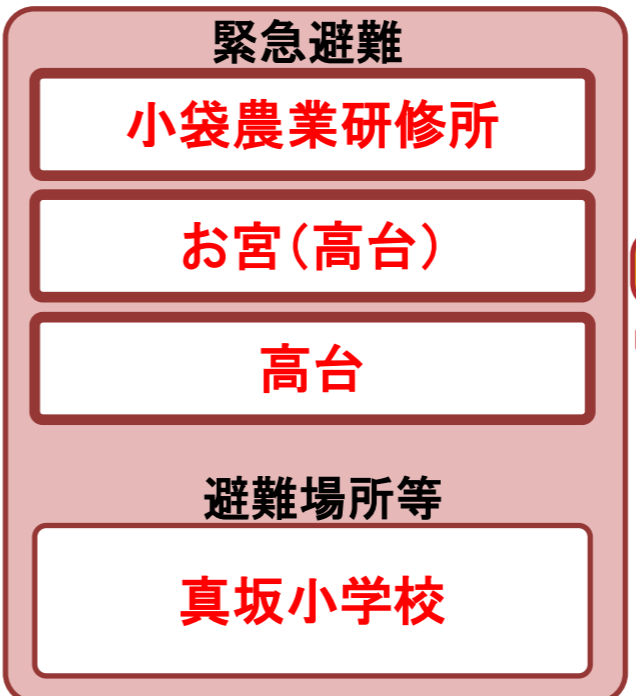 緊急避難
小袋農業研修所
お宮（高台）
高台
避難場所等
真坂小学校